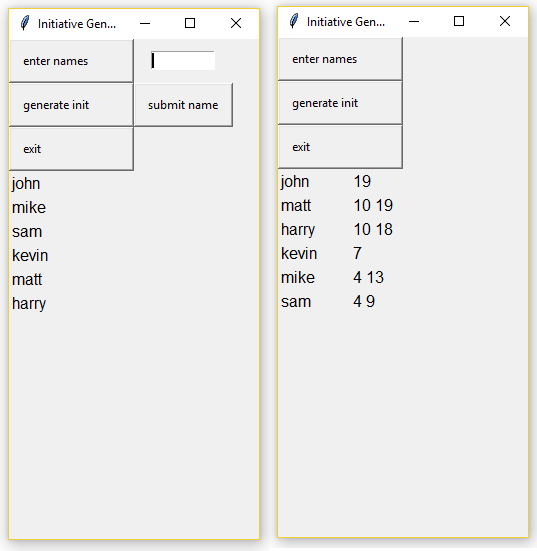 Initiative Gen...
enter names
generate init submit name
exit
john
mike
sam
kevin
matt
harry
Initiative Gen...
enter names
generate init
exit
john 19
matt 10 19
harry 10 18
kevin 7
mike 4 13
sam 4 9